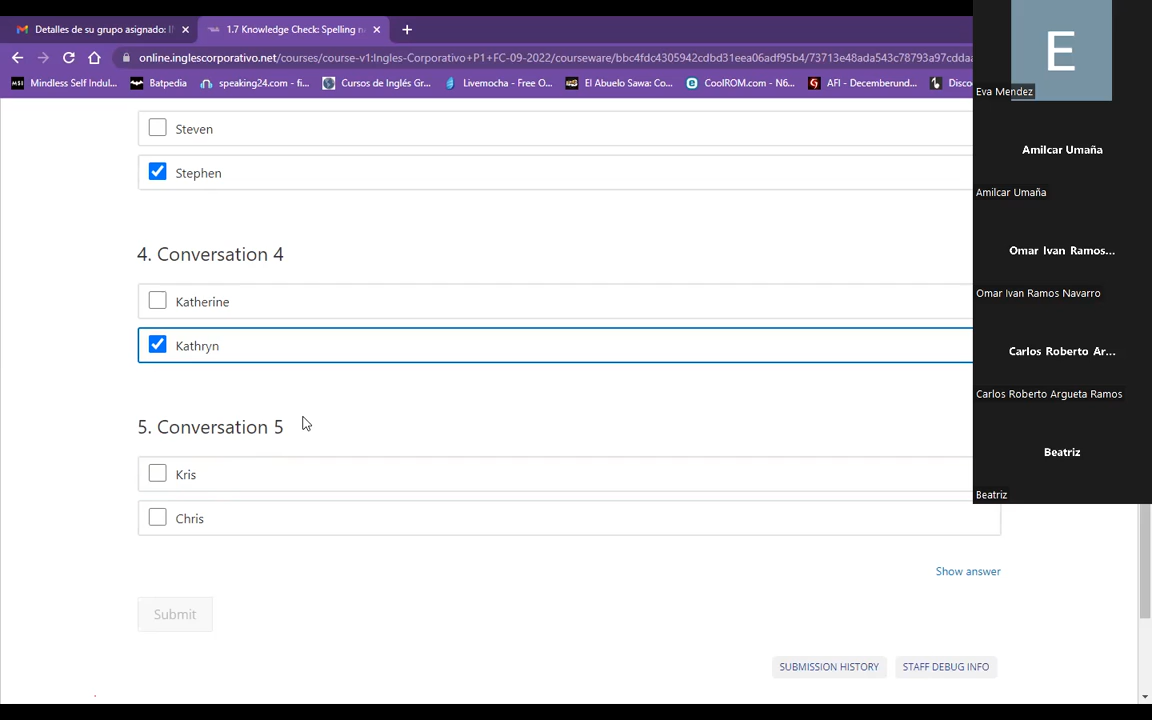 Detalles de su grupo asignado: I
1.7 Knowledge Check: Spelling n
online.inglescorporativo.net/courses/course-v1:Ingles-Corporativo+P1+FC-09-2022/courseware/bbc4fdc4305942cdbd31eea06adf95b4/73713e48ada543c78793a97cddaa
Mindless Self Indul...
Batpedia
speaking24.com - fi...
Cursos de Inglés Gr...
Livemocha - Free O...
El Abuelo Sawa: Co...
CoolROM.com - N6...
AFI - Decemberund...
Disco
Steven
Stephen
4. Conversation 4
Katherine
Kathryn
5. Conversation 5
Kris
Chris
Show answer
Submit
SUBMISSION HISTORY
STAFF DEBUG INFO
E
Eva Mendez
Amilcar Umaña
Amilcar Umaña
Omar Ivan Ramos...
Omar Ivan Ramos Navarro
Carlos Roberto Ar...
Carlos Roberto Argueta Ramos
Beatriz
Beatriz